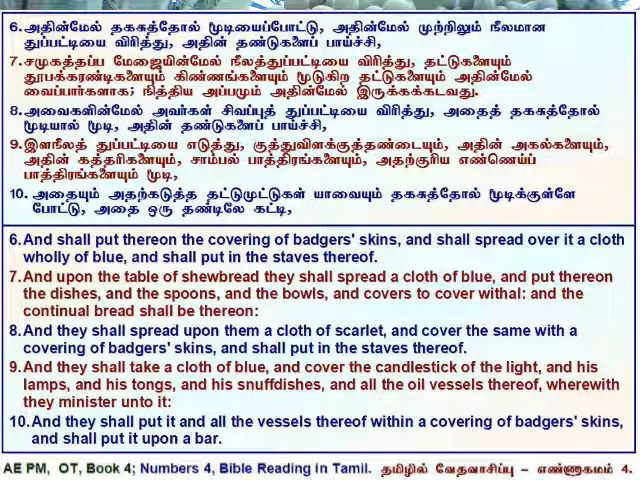 6.அதின்மேல் தகசுத்தோல் மூடியைப்போட்டு, அதின்மேல் முற்றிலும் நீலமான
துப்பட்டியை விரித்து, அதின் தண்டுகளைப் பாய்ச்சி,
7.சமுகத்தப்ப மேஜையின்மேல் நீலத்துப்பட்டியை விரித்து, தட்டுகளையும்
தூபக்கரண்டிகளையும் கிண்ணங்களையும் மூடுகிற தட்டுகளையும் அதின்மேல்
வைப்பார்களாக; நித்திய அப்பமும் அதின்மேல் இருக்கக்கடவது.
8.அவைகளின்மேல் அவர்கள் சிவப்புத் துப்பட்டியை விரித்து, அதைத் தகசுத்தோல்
மூடியால் மூடி, அதின் தண்டுகளைப் பாய்ச்சி,
9.இளநீலத் துப்பட்டியை எடுத்து, குத்துவிளக்குத்தண்டையும், அதின் அகல்களையும்,
அதின் கத்தரிகளையும், சாம்பல் பாத்திரங்களையும், அதற்குரிய எண்ணெய்ப்
பாத்திரங்களையும் மூடி,
10. அதையும் அதற்கடுத்த தட்டுமுட்டுகள் யாவையும் தகசுத்தோல் மூடிக்குள்ளே
போட்டு, அதை ஒரு தண்டிலே கட்டி,
6.And shall put thereon the covering of badgers' skins, and shall spread over it a cloth
wholly of blue, and shall put in the staves thereof.
7.And upon the table of shewbread they shall spread a cloth of blue, and put thereon
the dishes, and the spoons, and the bowls, and covers to cover withal: and the
continual bread shall be thereon:
8.And they shall spread upon them a cloth of scarlet, and cover the same with a
covering of badgers' skins, and shall put in the staves thereof.
9.And they shall take a cloth of blue, and cover the candlestick of the light, and his
lamps, and his tongs, and his snuffdishes, and all the oil vessels thereof, wherewith
they minister unto it:
10.And they shall put it and all the vessels thereof within a covering of badgers' skins,
and shall put it upon a bar.
AE PM, OT, Book 4; Numbers 4, Bible Reading in Tamil. தமிழில் வேதவாசிப்பு – எண்ணாகமம் 4.